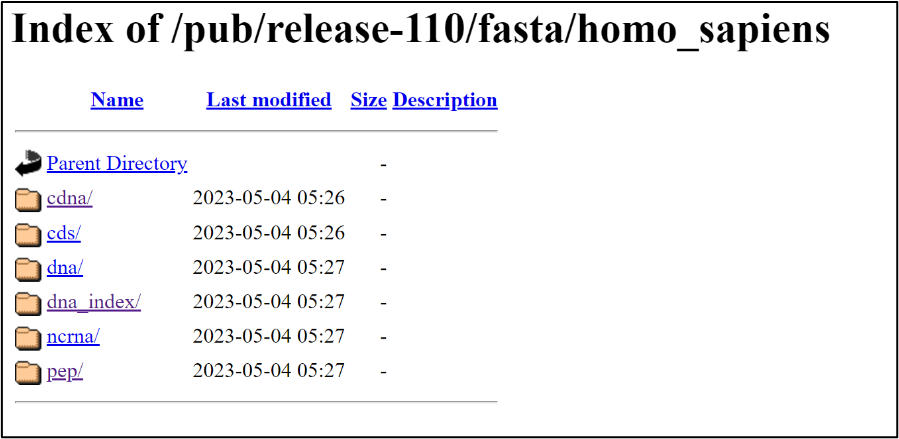 Index of /pub/release-110/fasta/homo_sapiens
Name Last modified Size Description
Parent Directory -
cdna/ 2023-05-04 05:26 -
cds/ 2023-05-04 05:26 -
dna/ 2023-05-04 05:27 -
dna_index/ 2023-05-04 05:27 -
ncrna/ 2023-05-04 05:27 -
pep/ 2023-05-04 05:27 -